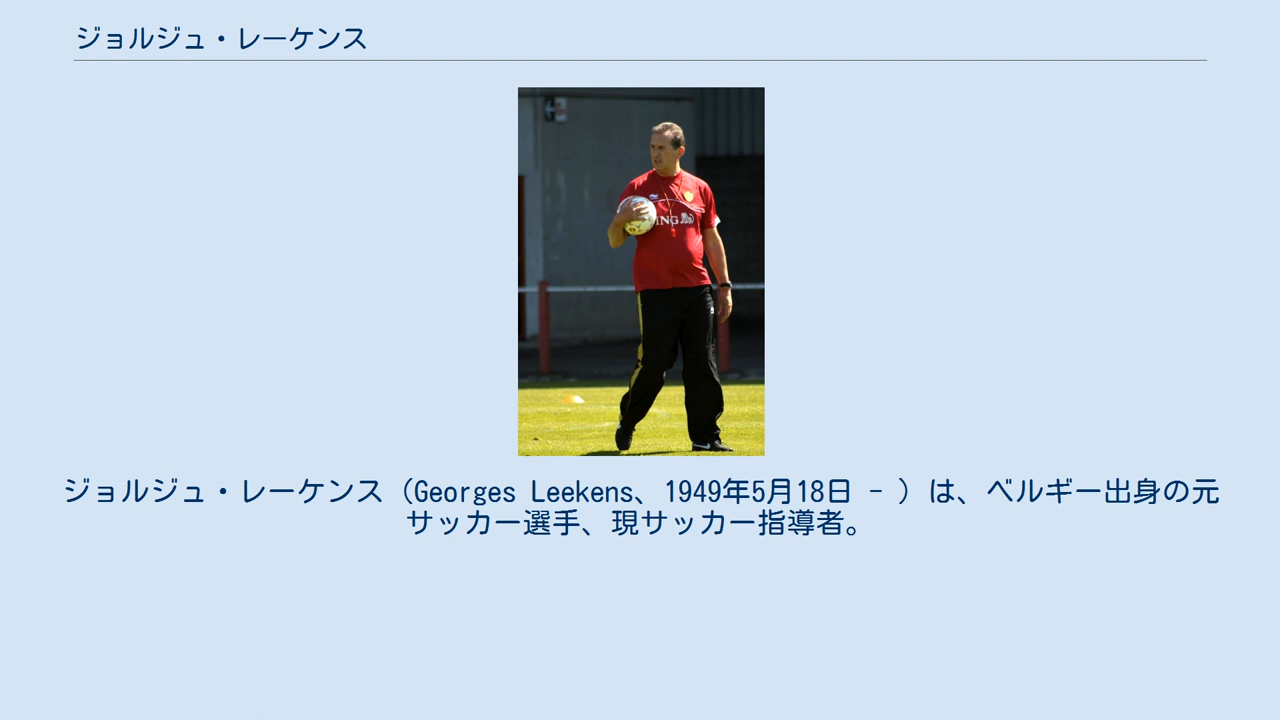 ジョルジュ・レーケンス
ING
ジョルジュ・レーケンス（Georges Leekens、1949年5月18日 - ）は、ベルギー出身の元
サッカー選手、現サッカー指導者。